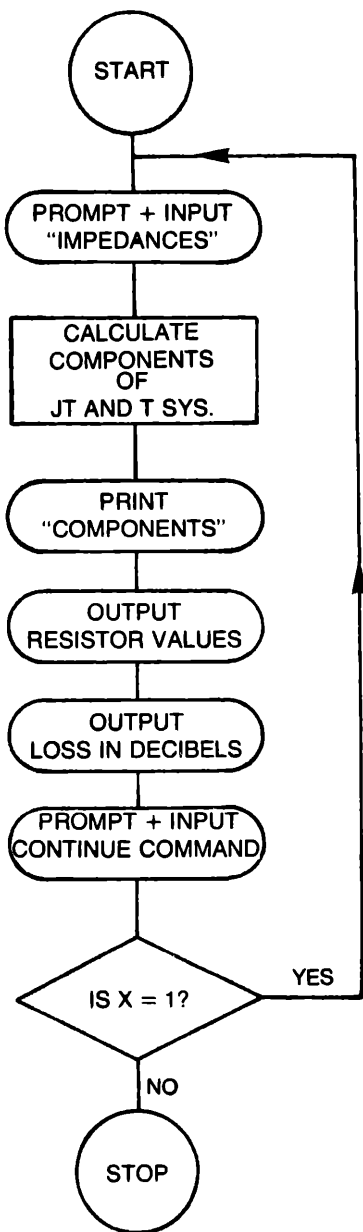 START
PROMPT + INPUT
"IMPEDANCES"
CALCULATE
COMPONENTS
OF
JT AND T SYS.
PRINT
"COMPONENTS"
OUTPUT
RESISTOR VALUES
OUTPUT
LOSS IN DECIBELS
PROMPT + INPUT
CONTINUE COMMAND
IS X = 1?
YES
NO
STOP